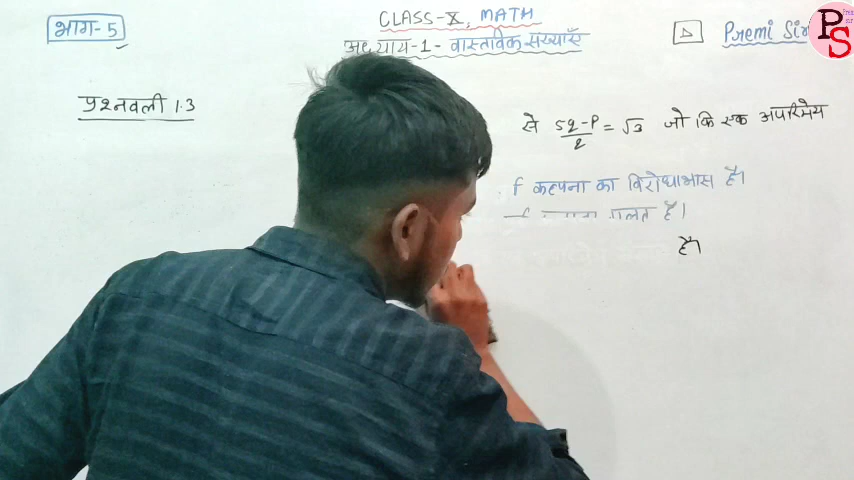 भाग-5
CLASS-X, MATH
अध्याय-1- वास्तविक संख्याएँ
Premi Sir
PS
प्रश्नवली 1.3
से 5q-P/q = √3 जो कि एक अपरिमेय
कल्पना का विरोधाभास है।
गलत है।
है।